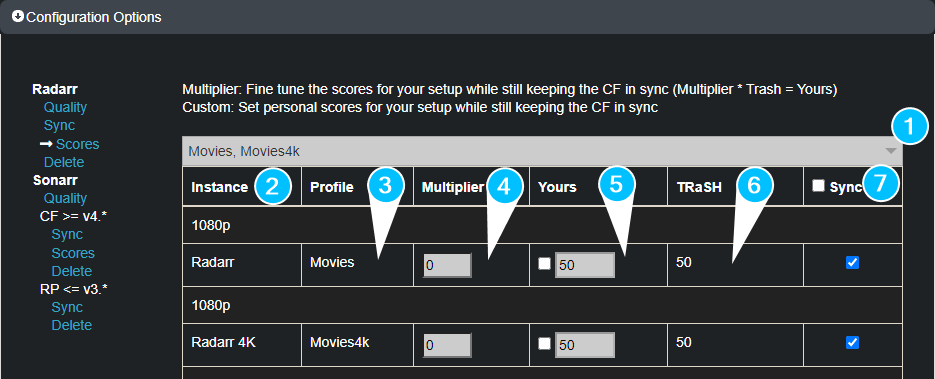 Configuration Options
Radarr
Quality
Sync
Scores
Delete
Sonarr
Quality
CF >= v4.*
Sync
Scores
Delete
RP <= v3.*
Sync
Delete
Multiplier: Fine tune the scores for your setup while still keeping the CF in sync (Multiplier * Trash = Yours)
Custom: Set personal scores for your setup while still keeping the CF in sync
1
Movies, Movies4k
Instance 2 Profile 3 Multiplier 4 Yours 5 TRaSH 6 Sync 7
1080p
Radarr Movies 0 50 50
1080p
Radarr 4K Movies4k 0 50 50